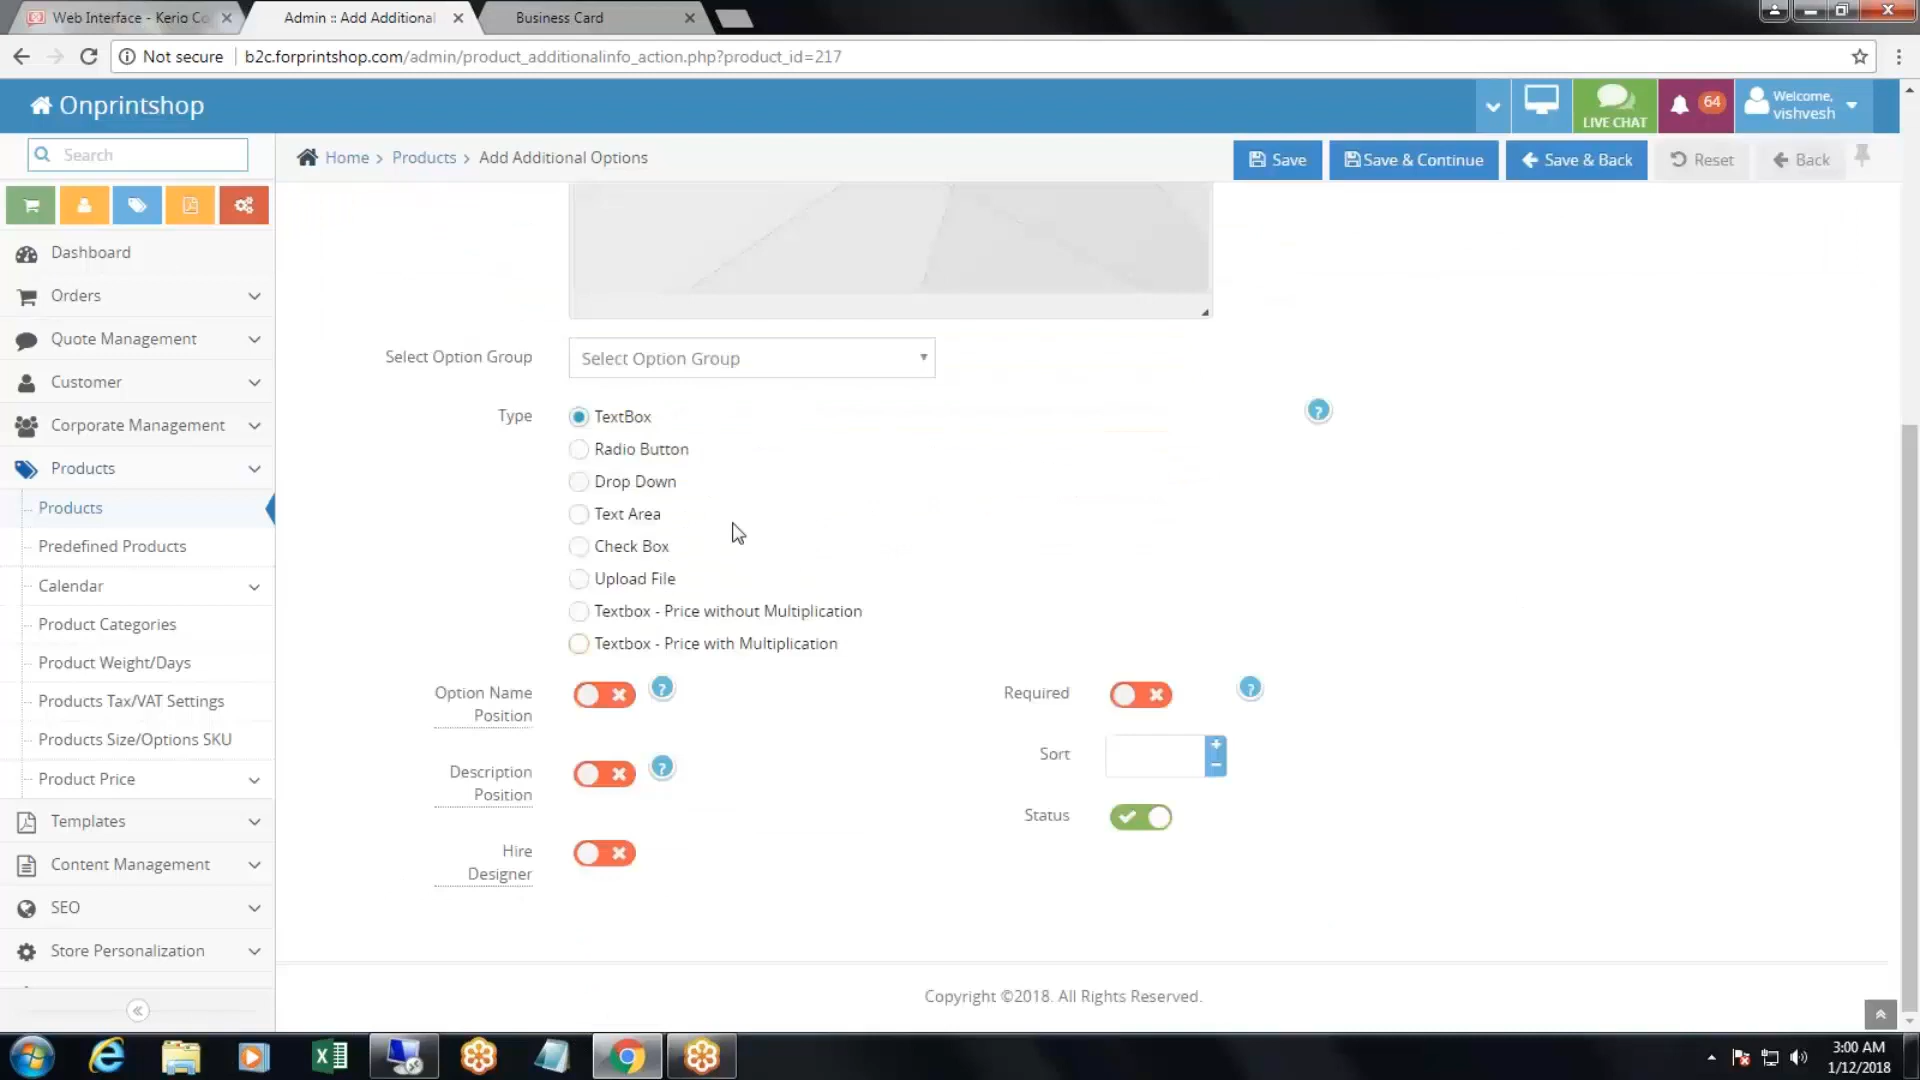 Web Interface - Kerio Co
Admin :: Add Additional
Business Card
Not secure
b2c.forprintshop.com/admin/product_additionalinfo_action.php?product_id=217
Onprintshop
LIVE CHAT
64
Welcome,
vishvesh
Search
Home > Products > Add Additional Options
Save
Save & Continue
Save & Back
Reset
Back
Dashboard
Orders
Quote Management
Customer
Corporate Management
Products
Products
Predefined Products
Calendar
Product Categories
Product Weight/Days
Products Tax/VAT Settings
Products Size/Options SKU
Product Price
Templates
Content Management
SEO
Store Personalization
Select Option Group
Select Option Group
Type
TextBox
Radio Button
Drop Down
Text Area
Check Box
Upload File
Textbox - Price without Multiplication
Textbox - Price with Multiplication
Option Name
Position
Required
Sort
Description
Position
Status
Hire
Designer
Copyright ©2018. All Rights Reserved.
3:00 AM
1/12/2018